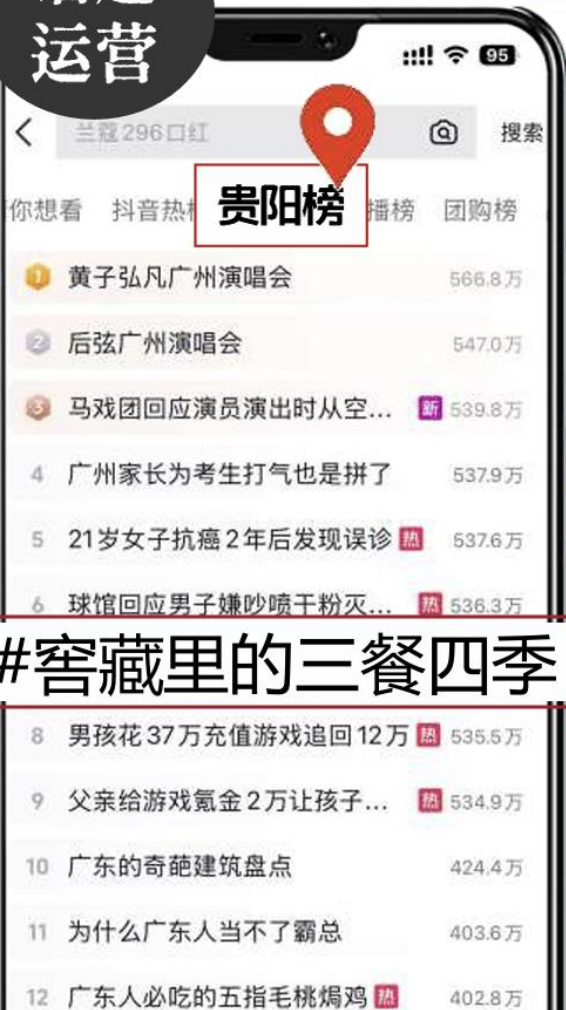 运营
95
兰蔻296口红
搜索
你想看 抖音热 贵阳榜 播榜 团购榜
1 黄子弘凡广州演唱会 566.8万
2 后弦广州演唱会 547.0万
3 马戏团回应演员演出时从空... 新 539.8万
4 广州家长为考生打气也是拼了 537.9万
5 21岁女子抗癌2年后发现误诊 热 537.6万
6 球馆回应男子嫌吵喷干粉灭... 热 536.3万
#窖藏里的三餐四季
8 男孩花37万充值游戏追回12万 热 535.5万
9 父亲给游戏氪金2万让孩子... 热 534.9万
10 广东的奇葩建筑盘点 424.4万
11 为什么广东人当不了霸总 403.6万
12 广东人必吃的五指毛桃焗鸡 热 402.8万